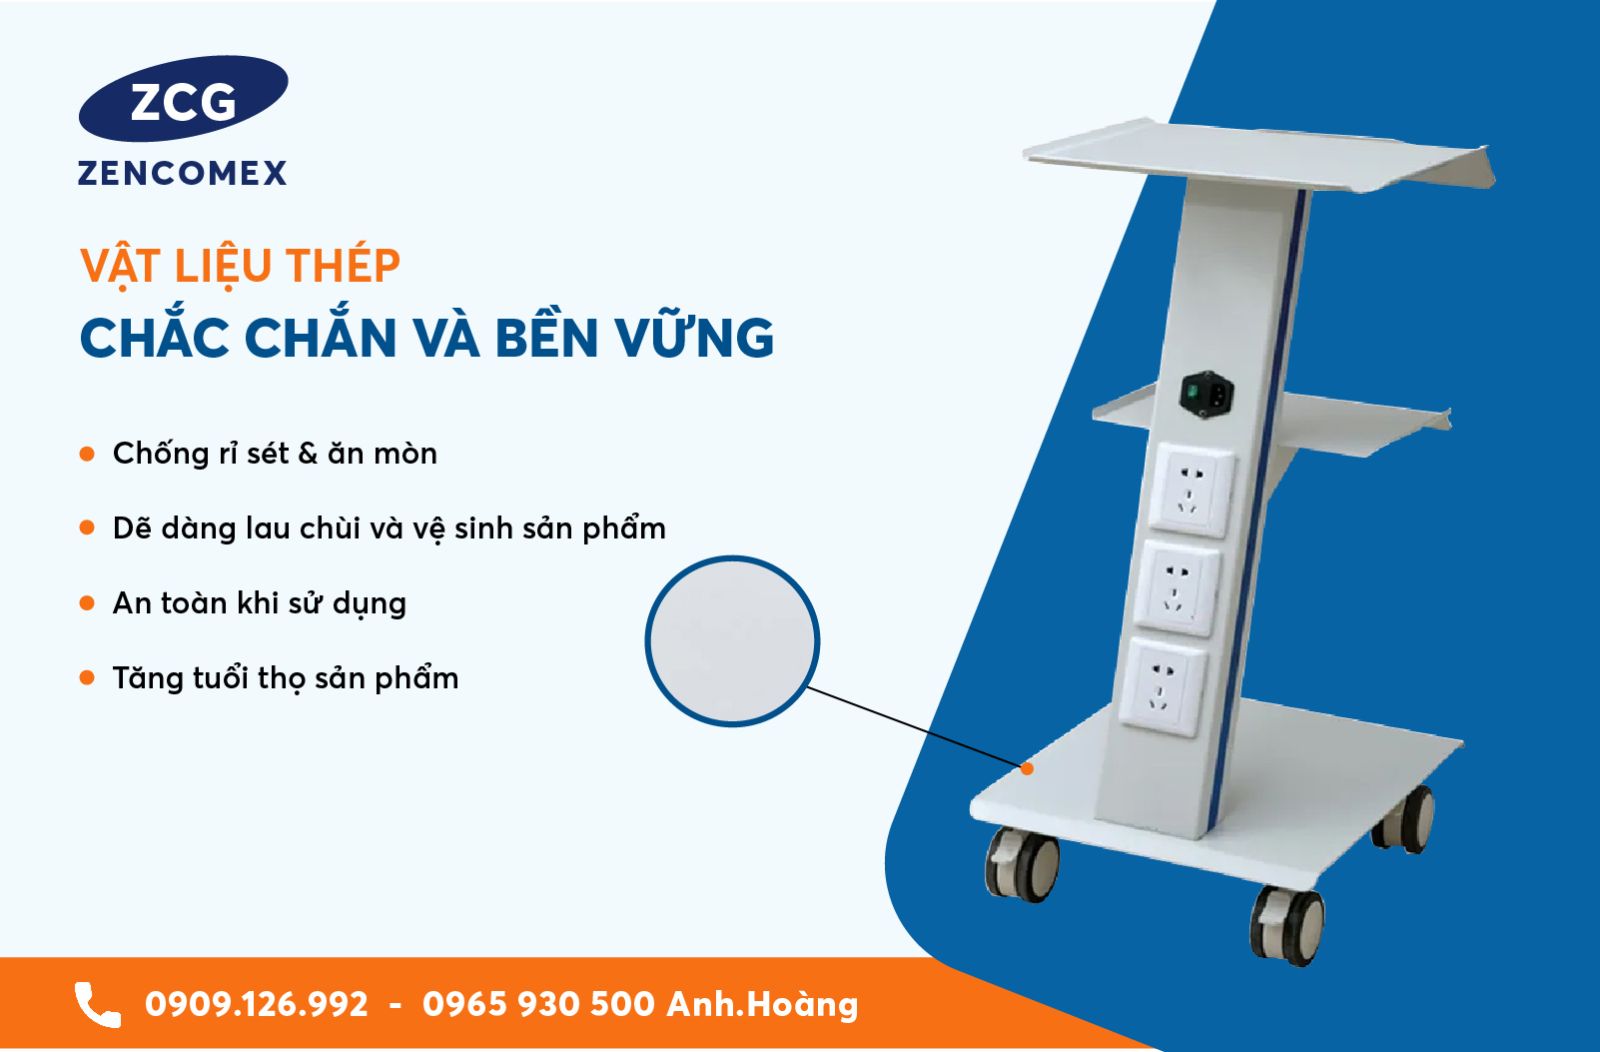 ZCG
ZENCOMEX
VẬT LIỆU THÉP
CHẮC CHẮN VÀ BỀN VỮNG
Chống rỉ sét & ăn mòn
Dễ dàng lau chùi và vệ sinh sản phẩm
An toàn khi sử dụng
Tăng tuổi thọ sản phẩm
0909.126.992 - 0965 930 500 Anh.Hoàng